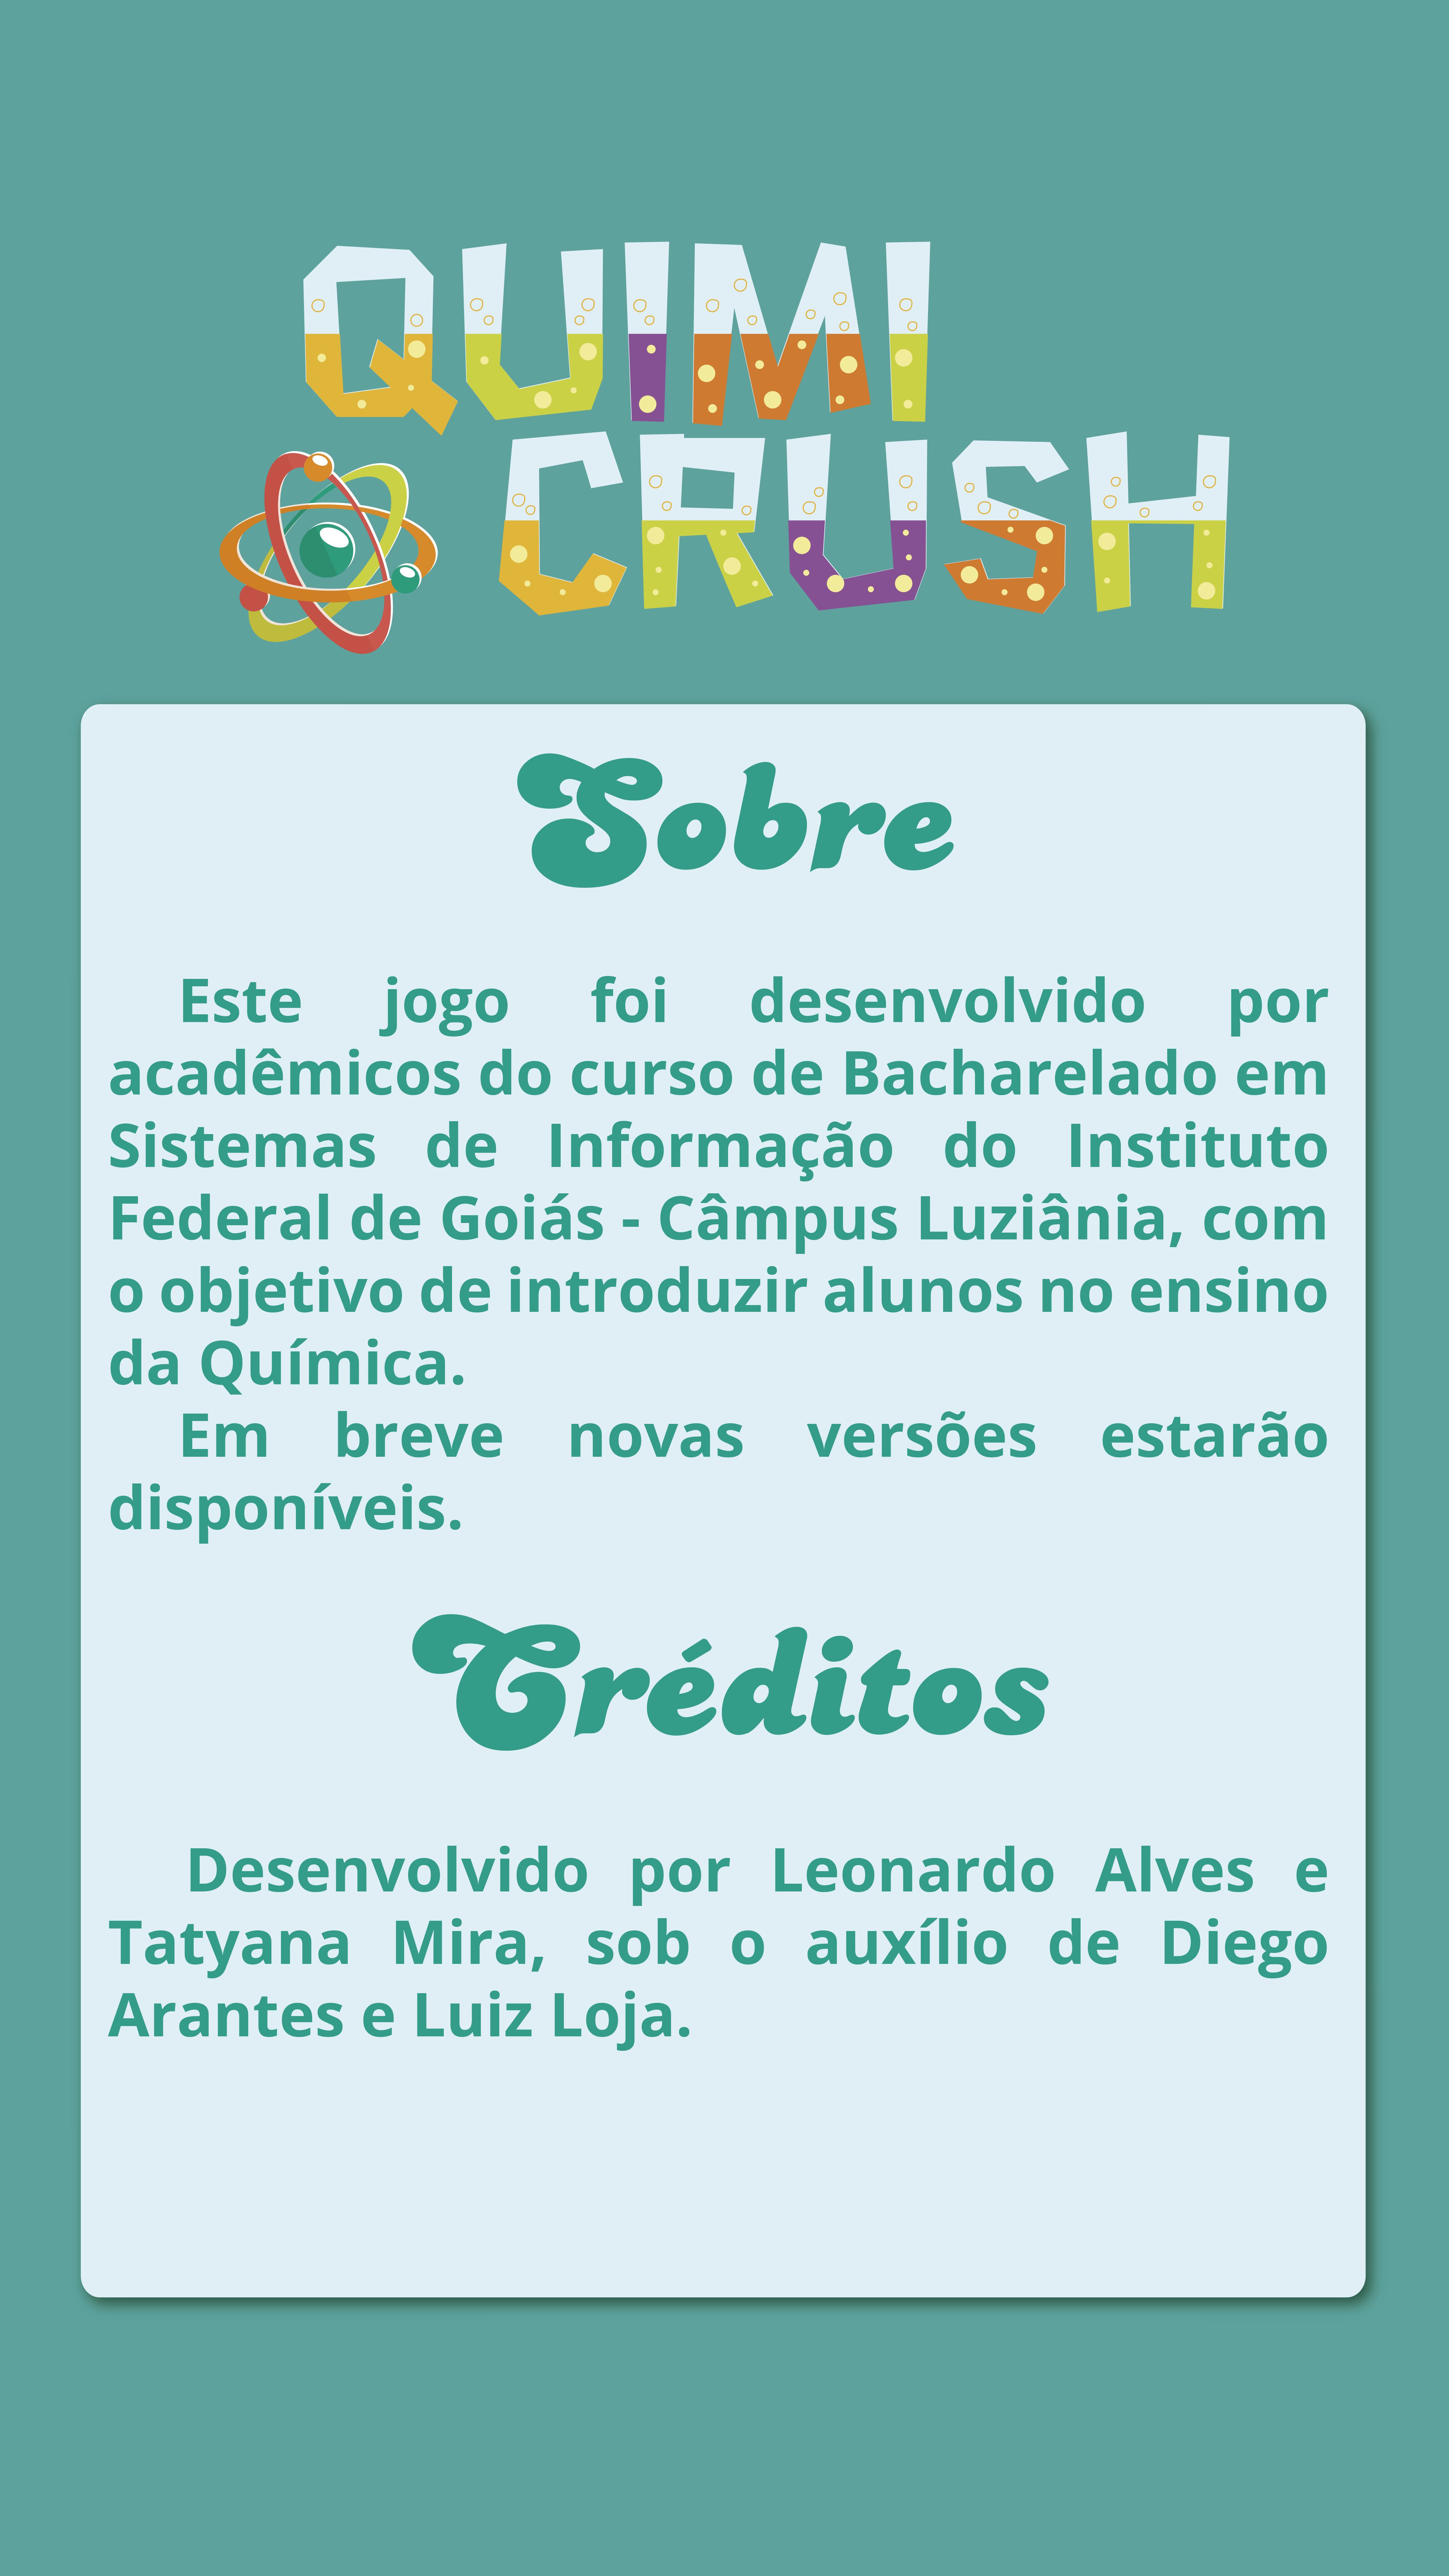 QUIMI
CRUSH
Sobre
Este jogo foi desenvolvido por
acadêmicos do curso de Bacharelado em
Sistemas de Informação do Instituto
Federal de Goiás - Câmpus Luziânia, com
o objetivo de introduzir alunos no ensino
da Química.
Em breve novas versões estarão
disponíveis.
Créditos
Desenvolvido por Leonardo Alves e
Tatyana Mira, sob o auxílio de Diego
Arantes e Luiz Loja.